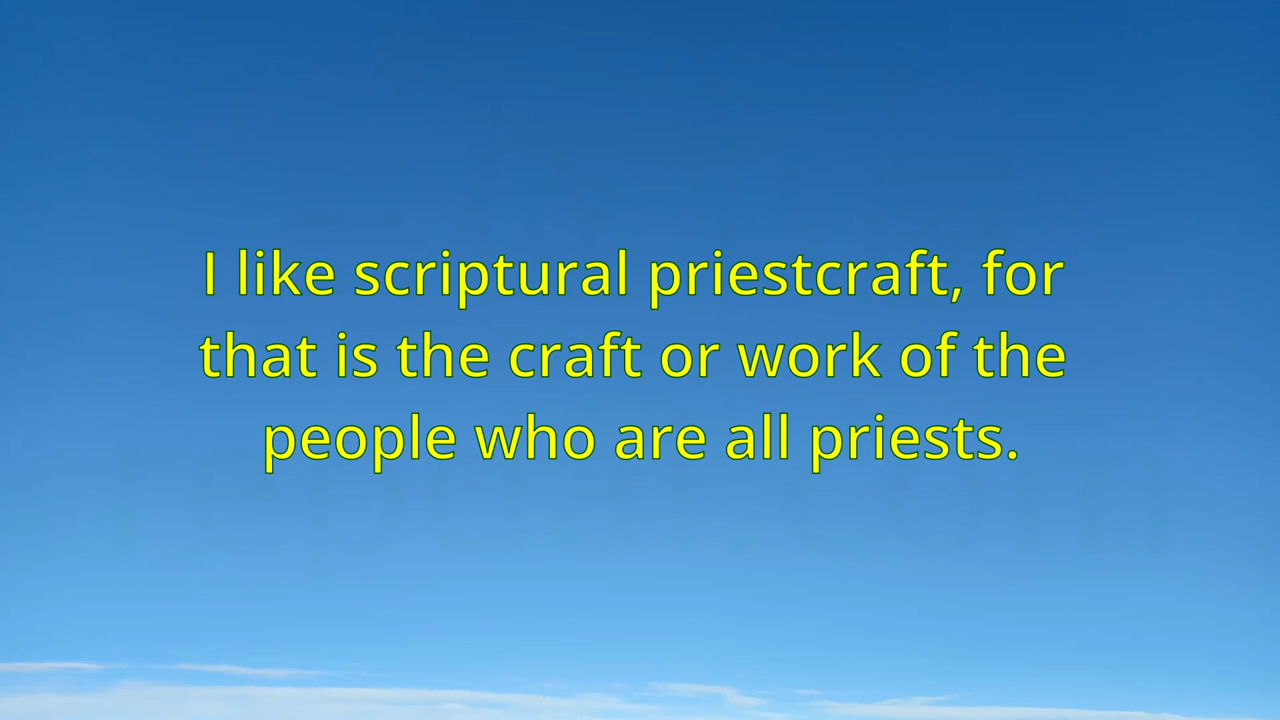 I like scriptural priestcraft, for
that is the craft or work of the
people who are all priests.